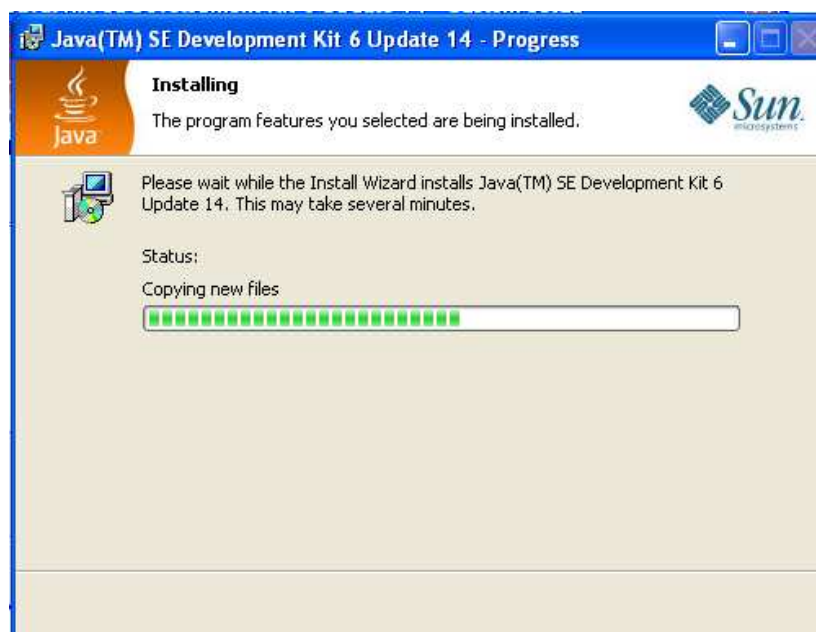 Java(TM) SE Development Kit 6 Update 14 - Progress
Java
Installing
The program features you selected are being installed.
Sun
microsystems
Please wait while the Install Wizard installs Java(TM) SE Development Kit 6
Update 14. This may take several minutes.
Status:
Copying new files